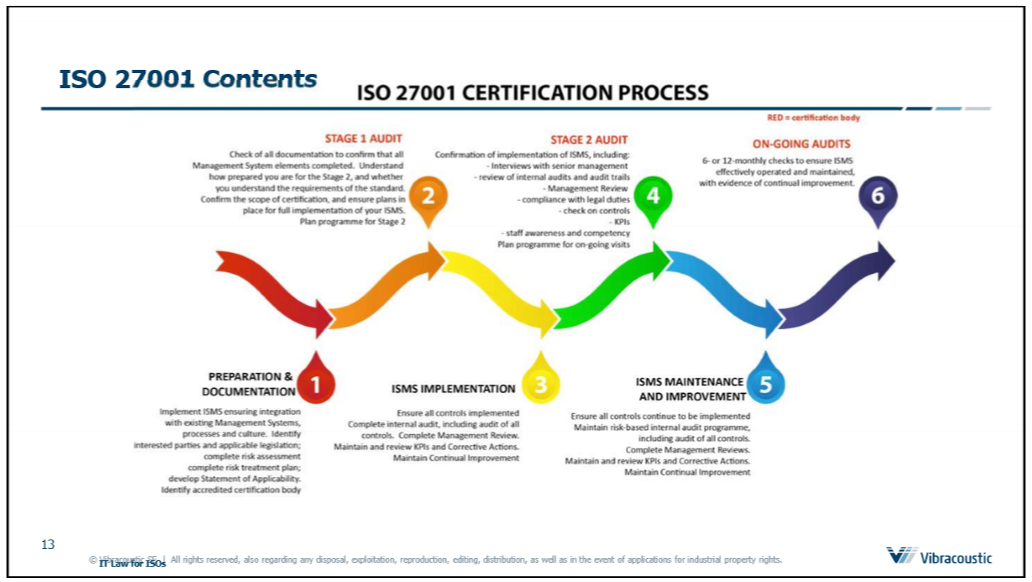 ISO 27001 Contents
ISO 27001 CERTIFICATION PROCESS
RED = certification body
STAGE 1 AUDIT
Check of all documentation to confirm that all
Management System elements completed. Understand
how prepared you are for the Stage 2, and whether
you understand the requirements of the standard.
Confirm the scope of certification, and ensure plans in
place for full implementation of your ISMS.
Plan programme for Stage 2
2
STAGE 2 AUDIT
Confirmation of implementation of ISMS, including:
- Interviews with senior management
- review of internal audits and audit trails
- Management Review
- compliance with legal duties
- check on controls
- KPIs
- staff awareness and competency
Plan programme for on-going visits
4
ON-GOING AUDITS
6- or 12-monthly checks to ensure ISMS
effectively operated and maintained,
with evidence of continual improvement.
6
PREPARATION &
DOCUMENTATION
1
Implement ISMS ensuring integration
with existing Management Systems,
processes and culture. Identify
interested parties and applicable legislation;
complete risk assessment
complete risk treatment plan;
develop Statement of Applicability.
Identify accredited certification body
ISMS IMPLEMENTATION
3
Ensure all controls implemented
Complete internal audit, including audit of all
controls. Complete Management Review.
Maintain and review KPIs and Corrective Actions.
Maintain Continual Improvement
ISMS MAINTENANCE
AND IMPROVEMENT
5
Ensure all controls continue to be implemented
Maintain risk-based internal audit programme,
including audit of all controls.
Complete Management Reviews.
Maintain and review KPIs and Corrective Actions.
Maintain Continual Improvement
13
© Vibracoustic SE | All rights reserved, also regarding any disposal, exploitation, reproduction, editing, distribution, as well as in the event of applications for industrial property rights.
IT Law for ISOs
Vibracoustic